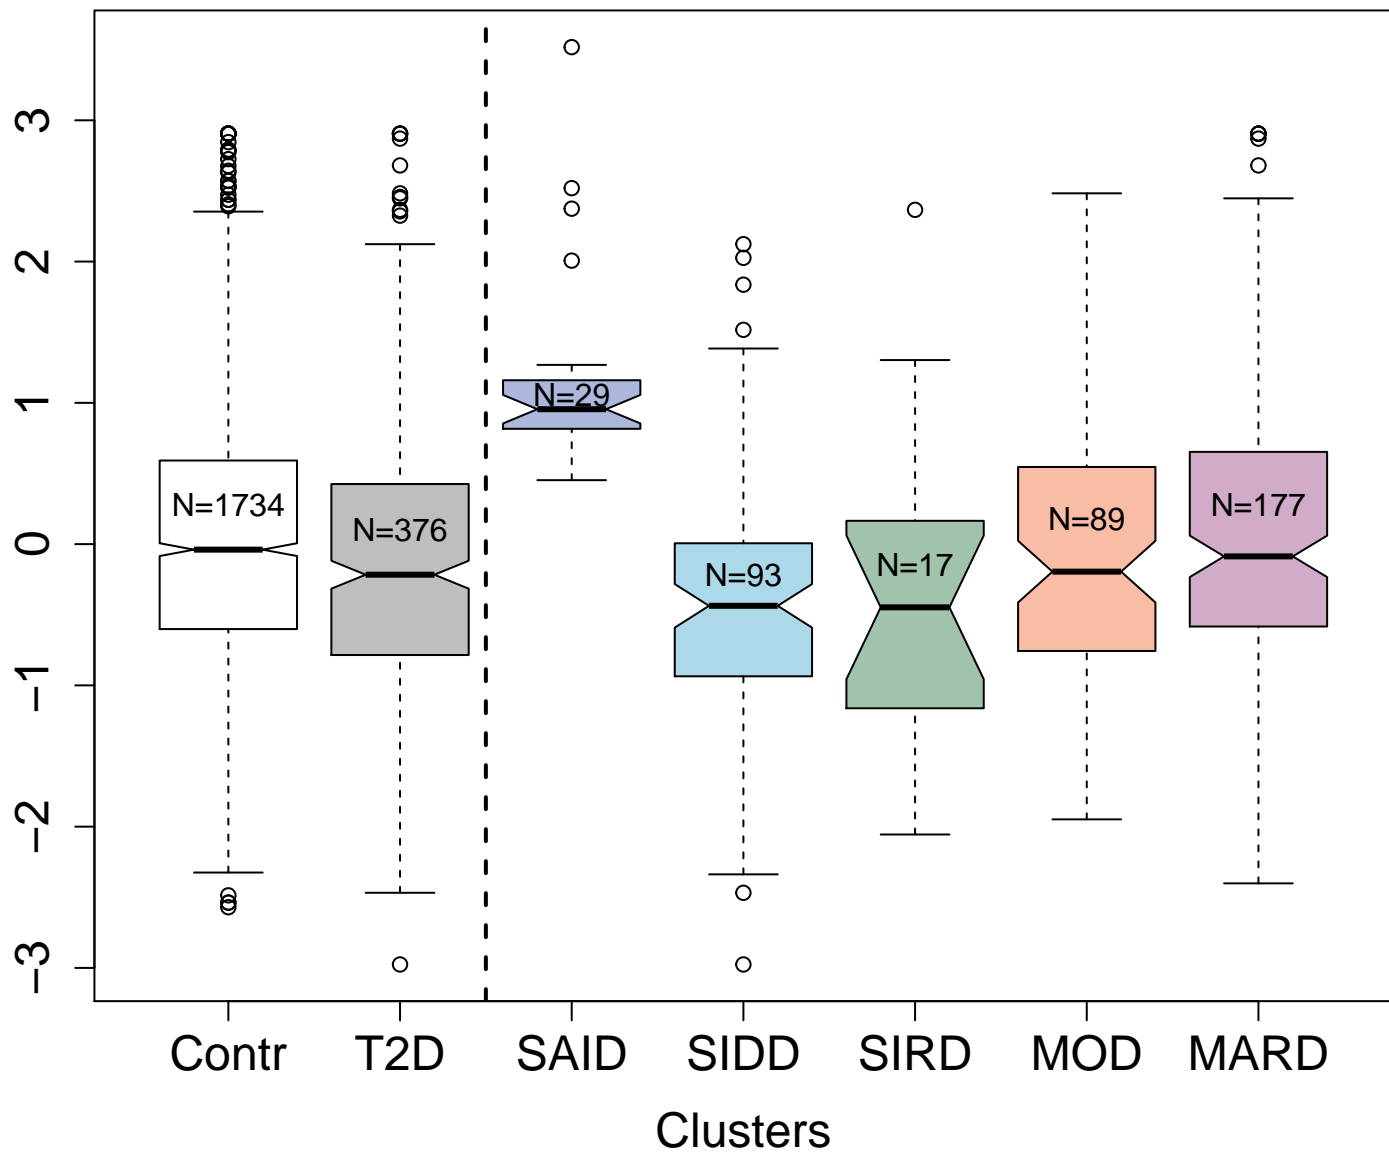 3
2
1
0
−1
−2
−3
N=1734
N=376
N=29
N=93
N=17
N=89
N=177
Contr T2D SAID SIDD SIRD MOD MARD
Clusters